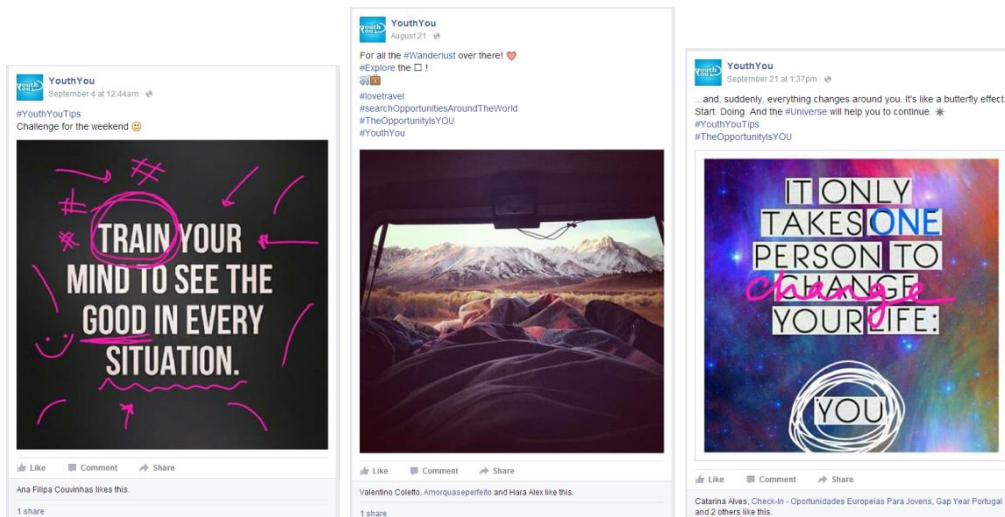 YouthYou
September 4 at 12:44am
#YouthYouTips
Challenge for the weekend
TRAIN YOUR
MIND TO SEE THE
GOOD IN EVERY
SITUATION.
Like Comment Share
Ana Filipa Couvinhas likes this.
1 share
YouthYou
August 21
For all the #Wanderlust over there!
#Explore the □ !
#lovetravel
#searchOpportunitiesAroundTheWorld
#TheOpportunityIsYOU
#YouthYou
Like Comment Share
Valentino Coletto, Amorquaseperfeito and Hara Alex like this.
1 share
YouthYou
September 21 at 1:37pm
...and, suddenly, everything changes around you. It's like a butterfly effect.
Start. Doing. And the #Universe will help you to continue.
#YouthYouTips
#TheOpportunityIsYOU
IT ONLY
TAKES ONE
PERSON TO
CHANGE
change
YOUR LIFE:
YOU
Like Comment Share
Catarina Alves, Check-In - Oportunidades Europeias Para Jovens, Gap Year Portugal
and 2 others like this.